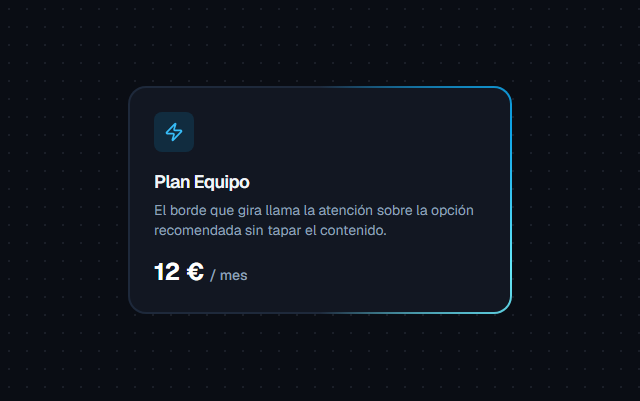 Plan Equipo
El borde que gira llama la atención sobre la opción
recomendada sin tapar el contenido.
12 € / mes